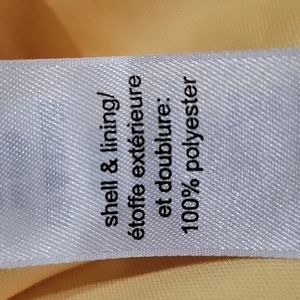 shell & lining/
étoffe extérieure
et doublure:
100% polyester